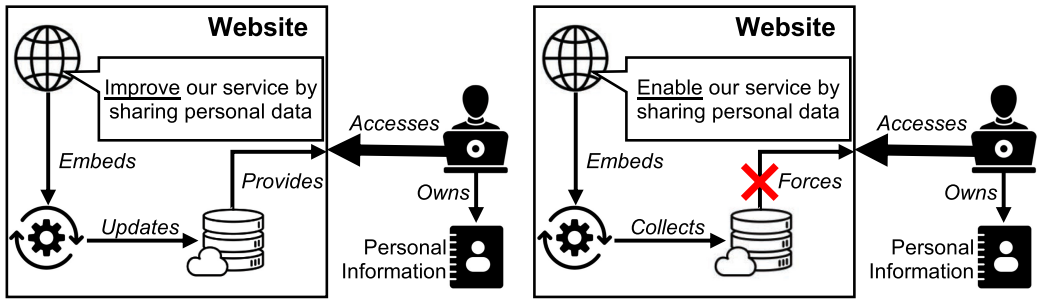 Website
Improve our service by
sharing personal data
Accesses
Embeds
Provides
Owns
Updates
Personal
Information
Website
Enable our service by
sharing personal data
Accesses
Embeds
Forces
Owns
Collects
Personal
Information